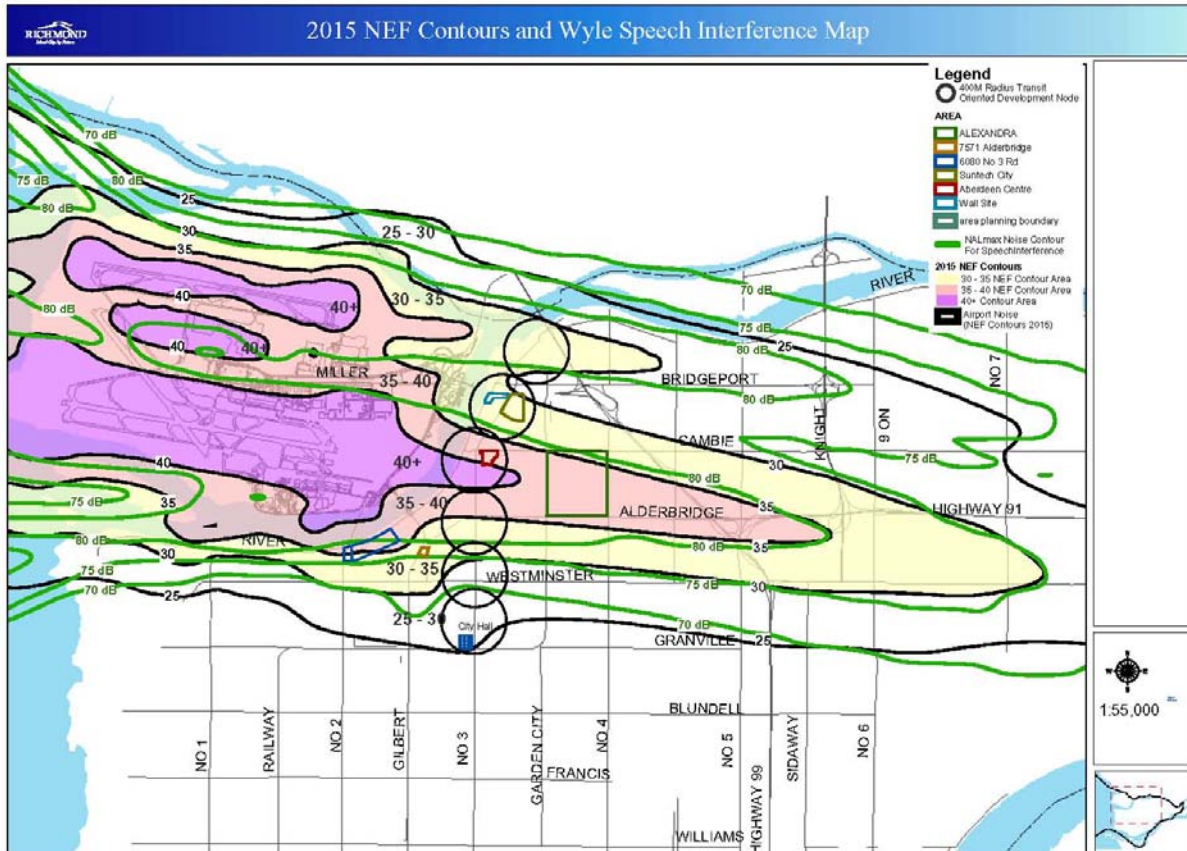 RICHMOND
2015 NEF Contours and Wyle Speech Interference Map
Legend
400M Radius Transit
Oriented Development Node
AREA
ALEXANDRA
7571 Alderbridge
6080 No 3 Rd
Suntech City
Aberdeen Centre
Wall Site
area planning boundary
NALmax Noise Contour
For SpeechInterference
2015 NEF Contours
30 - 35 NEF Contour Area
35 - 40 NEF Contour Area
40+ Contour Area
Airport Noise
(NEF Contours 2015)
70 dB
75 dB
80 dB
80 dB
25
30
35
25 - 30
RIVER
70 dB
75 dB
80 dB
25
40
40+
30 - 35
80 dB
40
40+
MILLER
35 - 40
BRIDGEPORT
80 dB
NO 7
KNIGHT
9 ON
CAMBIE
30
75 dB
40
40+
80 dB
35
75 dB
35
35 - 40
ALDERBRIDGE
HIGHWAY 91
80 dB
RIVER
80 dB
35
30
75 dB
30 - 35
WESTMINSTER
75 dB
30
70 dB
25
25 - 30
City Hall
70 dB
GRANVILLE
25
BLUNDELL
NO 1
RAILWAY
NO 2
GILBERT
NO 3
GARDEN CITY
NO 4
NO 5
HIGHWAY 99
SIDAWAY
NO 6
FRANCIS
WILLIAMS
1:55,000